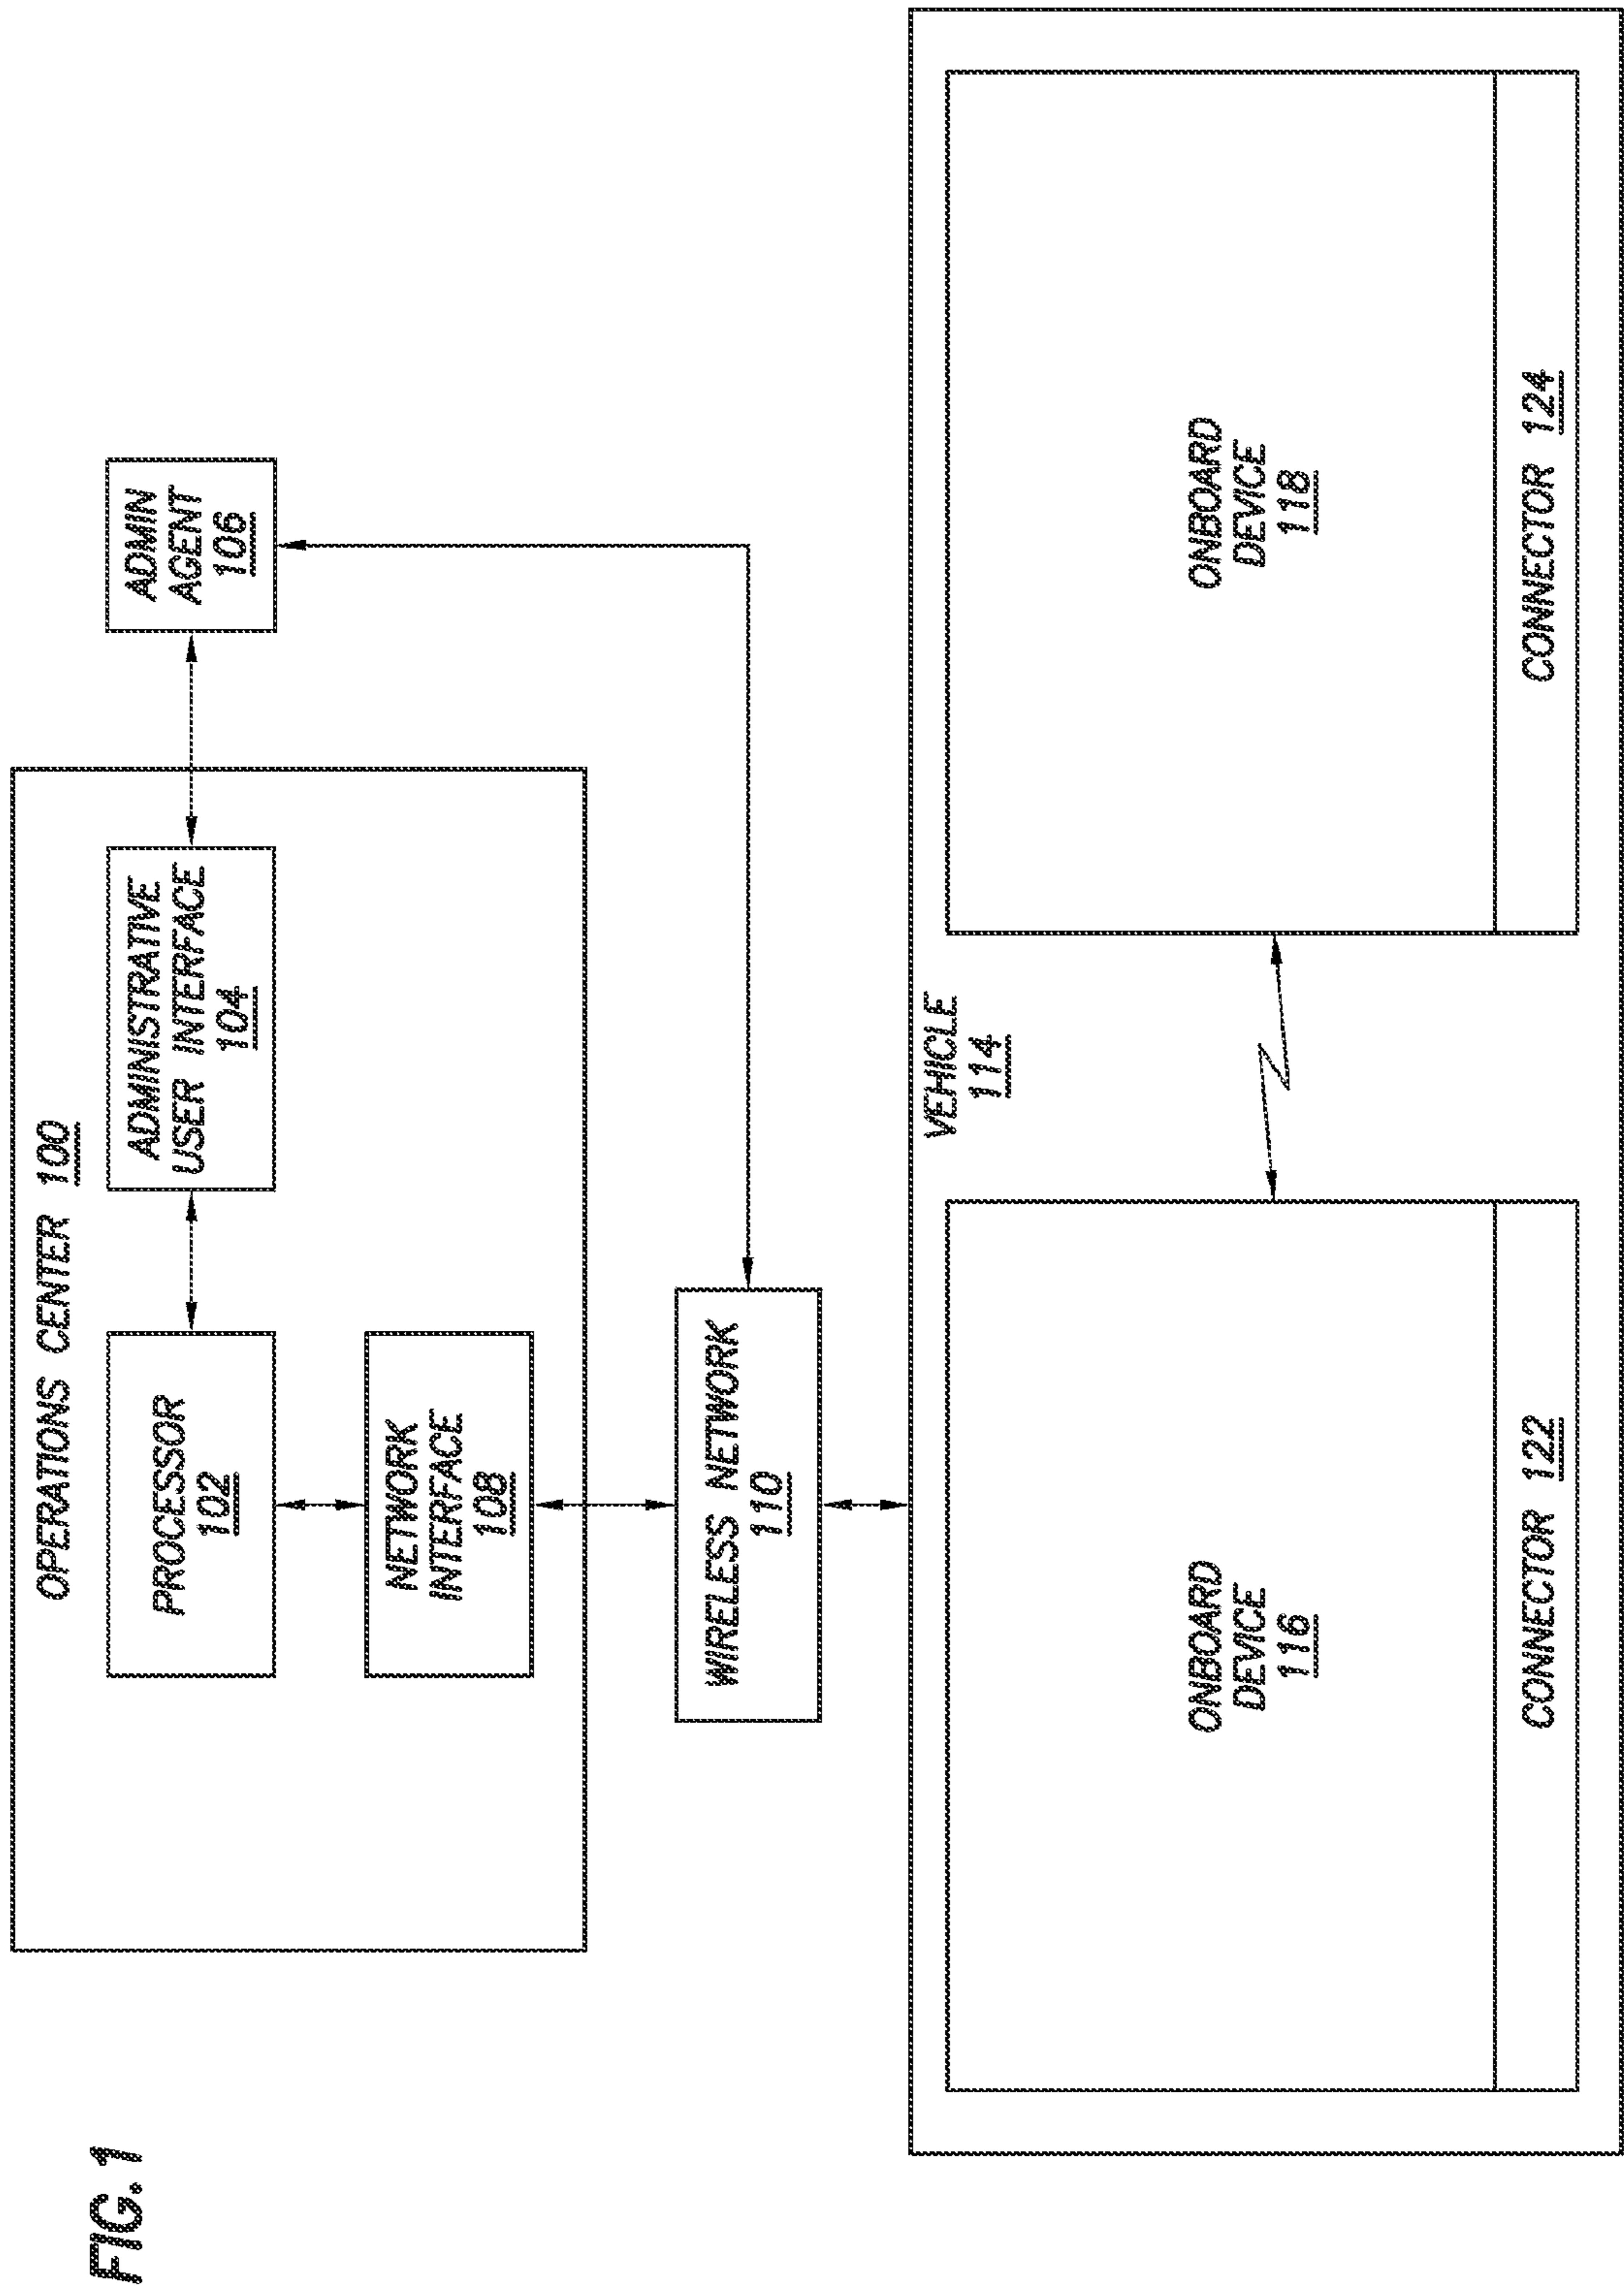 FIG. 1
OPERATIONS CENTER 100
PROCESSOR
102
ADMINISTRATIVE
USER INTERFACE
104
ADMIN
AGENT
106
NETWORK
INTERFACE
108
WIRELESS NETWORK
110
VEHICLE
114
ONBOARD
DEVICE
116
CONNECTOR 122
ONBOARD
DEVICE
118
CONNECTOR 124